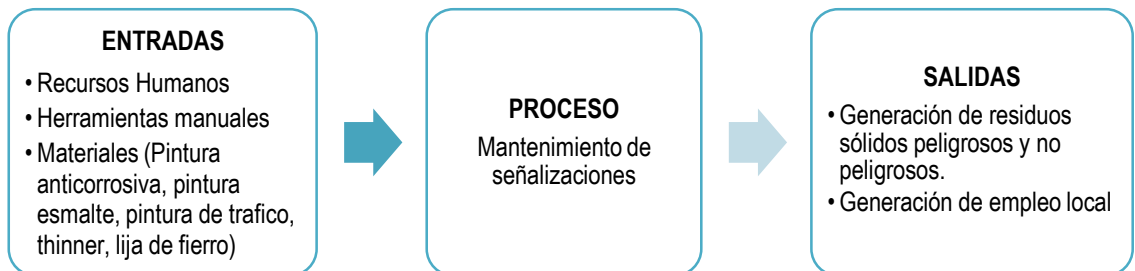 ENTRADAS
• Recursos Humanos
• Herramientas manuales
• Materiales (Pintura
anticorrosiva, pintura
esmalte, pintura de trafico,
thinner, lija de fierro)
PROCESO
Mantenimiento de
señalizaciones
SALIDAS
• Generación de residuos
sólidos peligrosos y no
peligrosos.
• Generación de empleo local